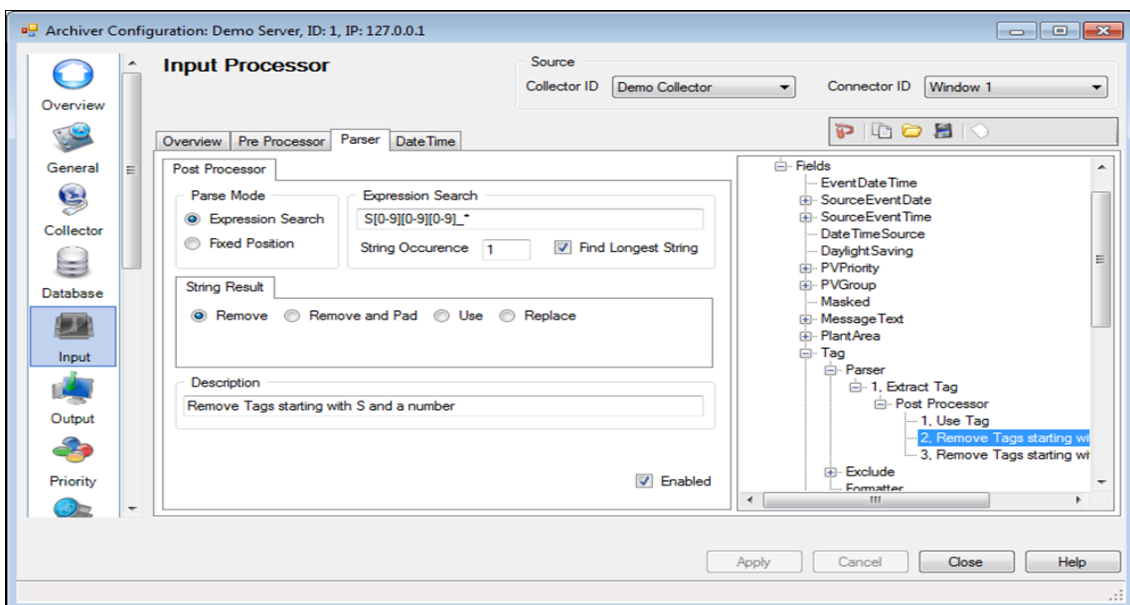 Archiver Configuration: Demo Server, ID: 1, IP: 127.0.0.1
Overview
General
Collector
Database
Input
Output
Priority
Input Processor
Source
Collector ID Demo Collector Connector ID Window 1
Overview Pre Processor Parser DateTime
Post Processor
Parse Mode
Expression Search
Fixed Position
Expression Search
S[0-9][0-9][0-9]_*
String Occurence 1 Find Longest String
String Result
Remove Remove and Pad Use Replace
Description
Remove Tags starting with S and a number
Enabled
Fields
EventDateTime
SourceEventDate
SourceEventTime
DateTimeSource
DaylightSaving
PVPriority
PVGroup
Masked
MessageText
PlantArea
Tag
Parser
1, Extract Tag
Post Processor
1, Use Tag
2, Remove Tags starting wi
3, Remove Tags starting wi
Exclude
Formatter
Apply Cancel Close Help